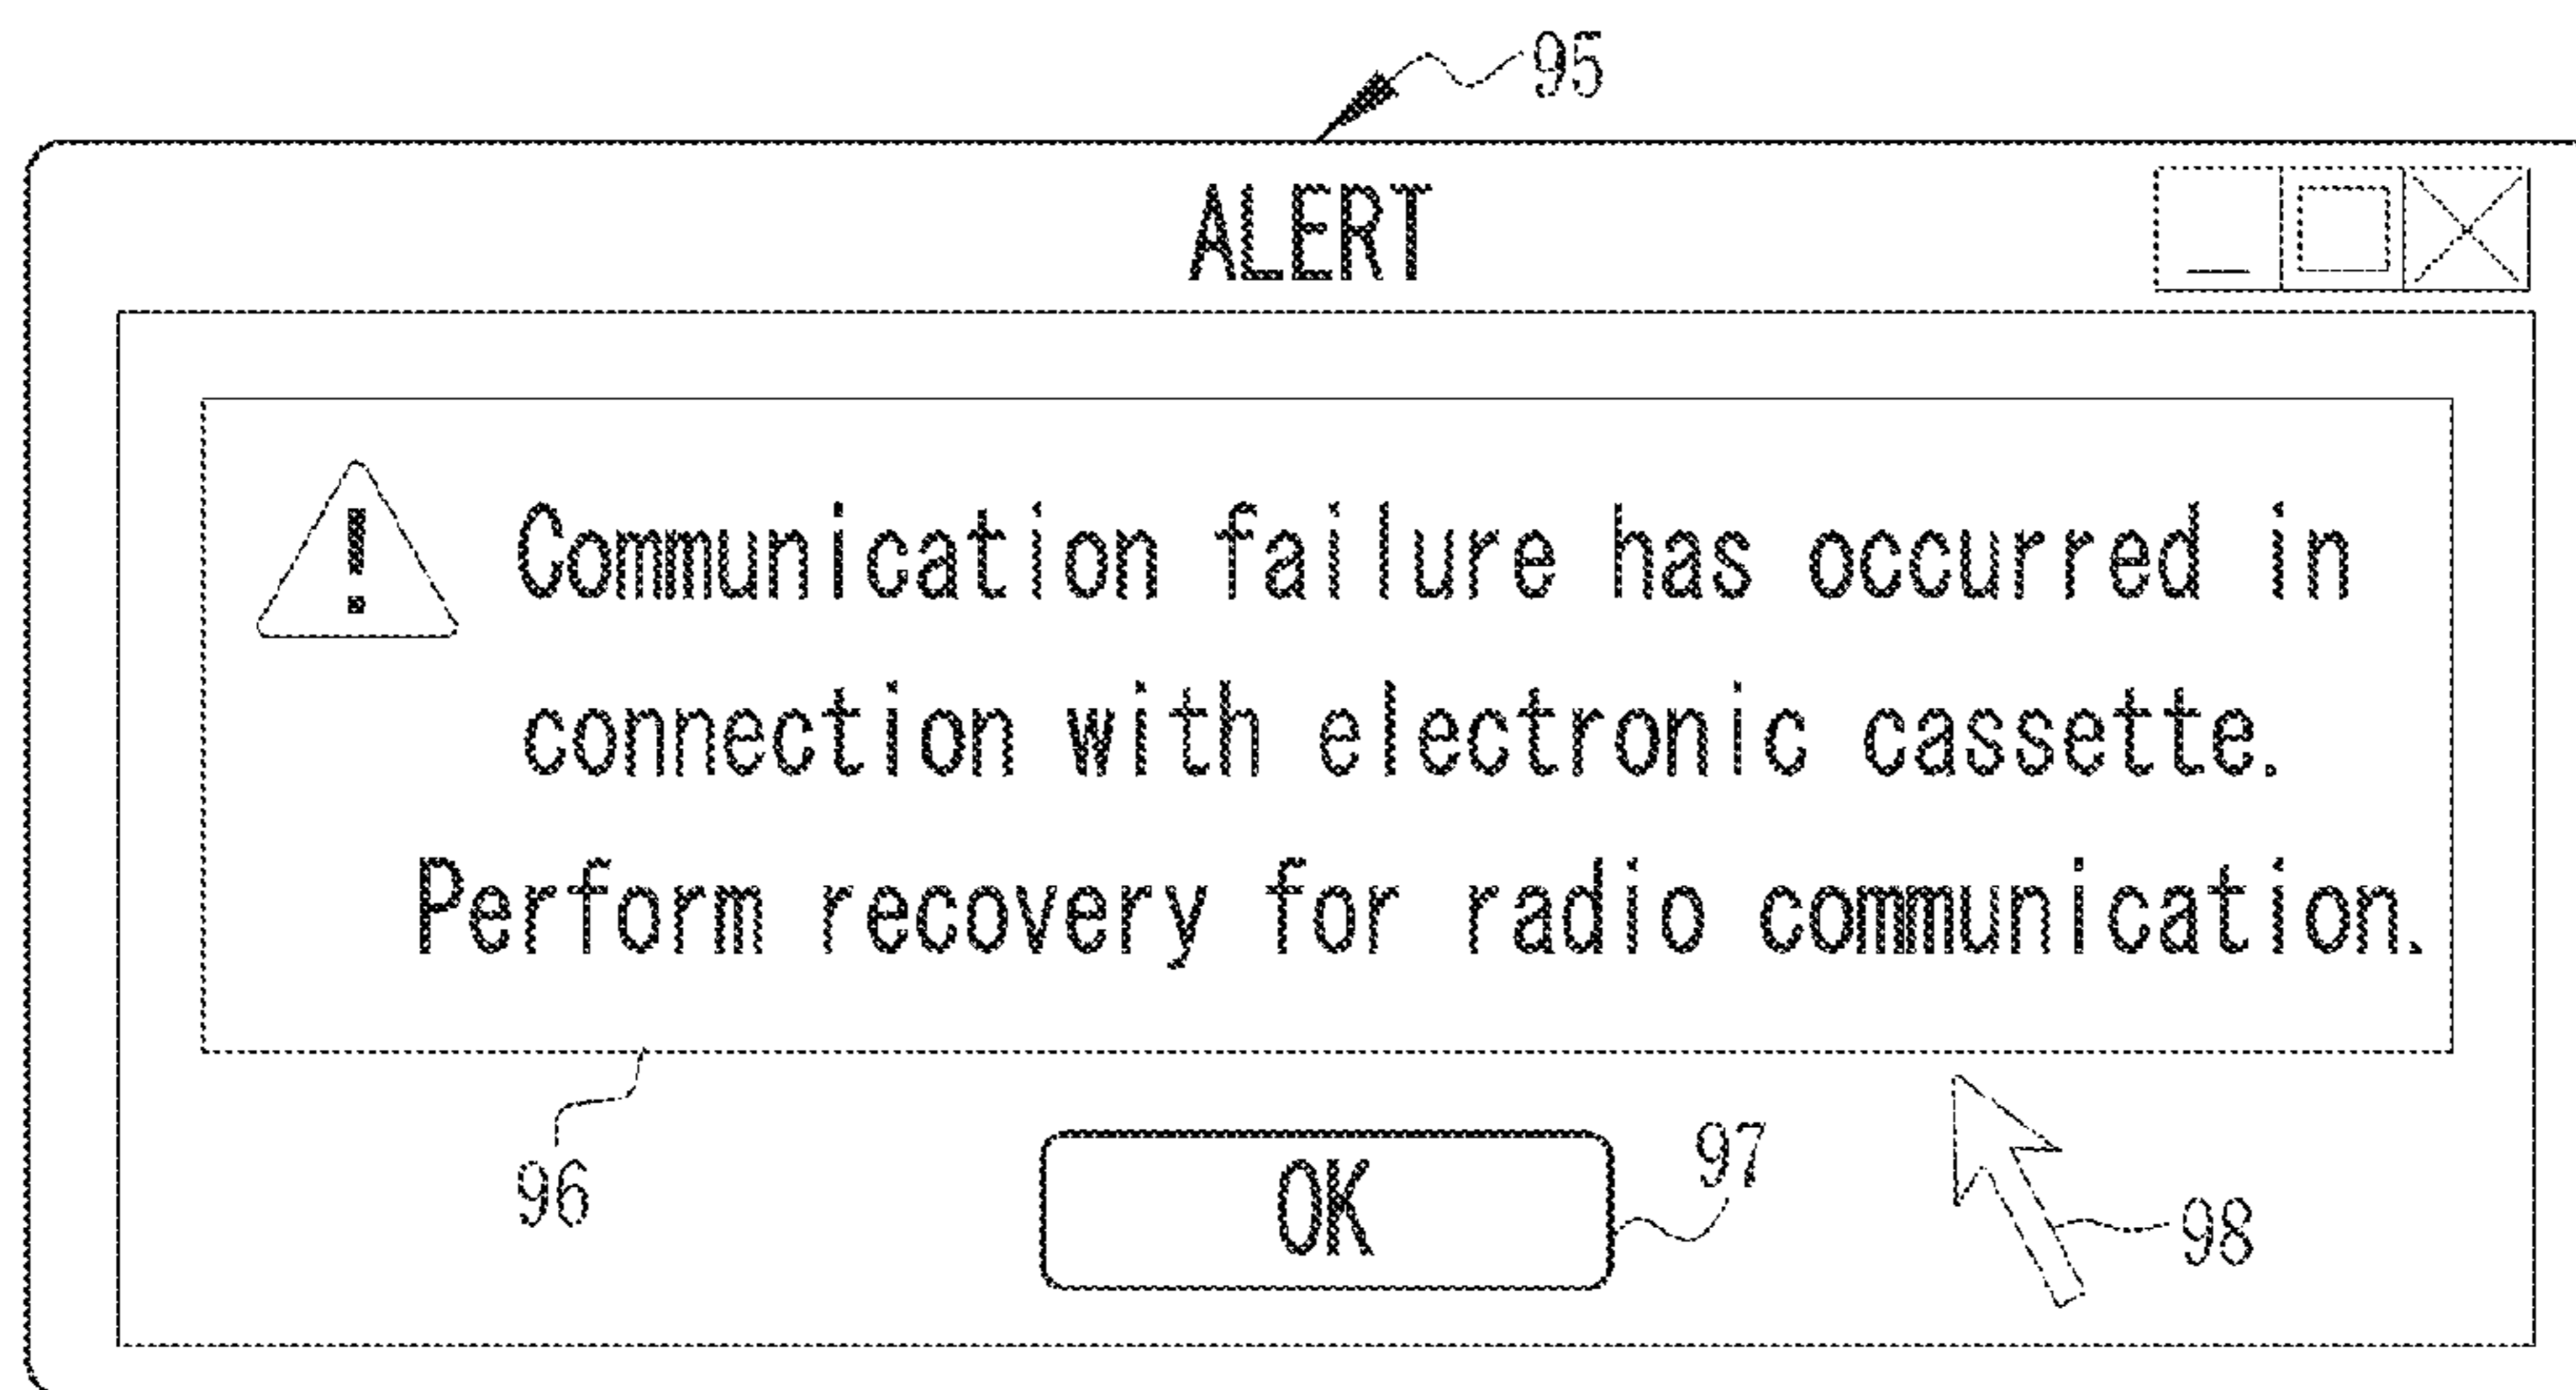 95
ALERT
! Communication failure has occurred in
connection with electronic cassette.
Perform recovery for radio communication.
96
OK
97
98